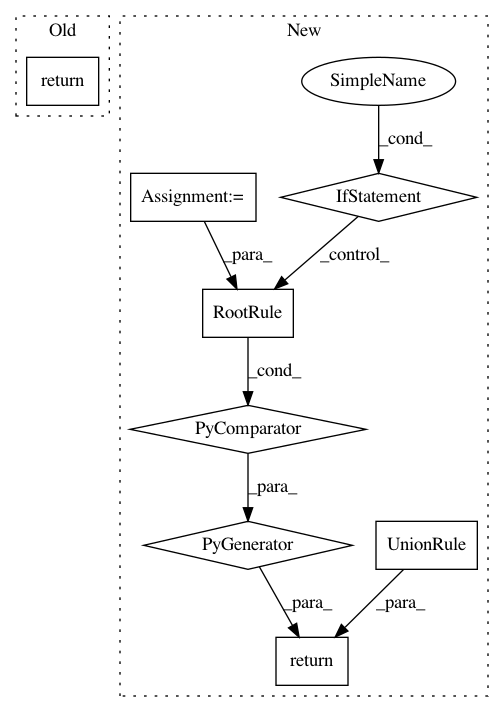 Old
New
return
SimpleName
_cond_
Assignment:=
IfStatement
_para_
_control_
RootRule
_cond_
PyComparator
_para_
PyGenerator
UnionRule
_para_
_para_
return